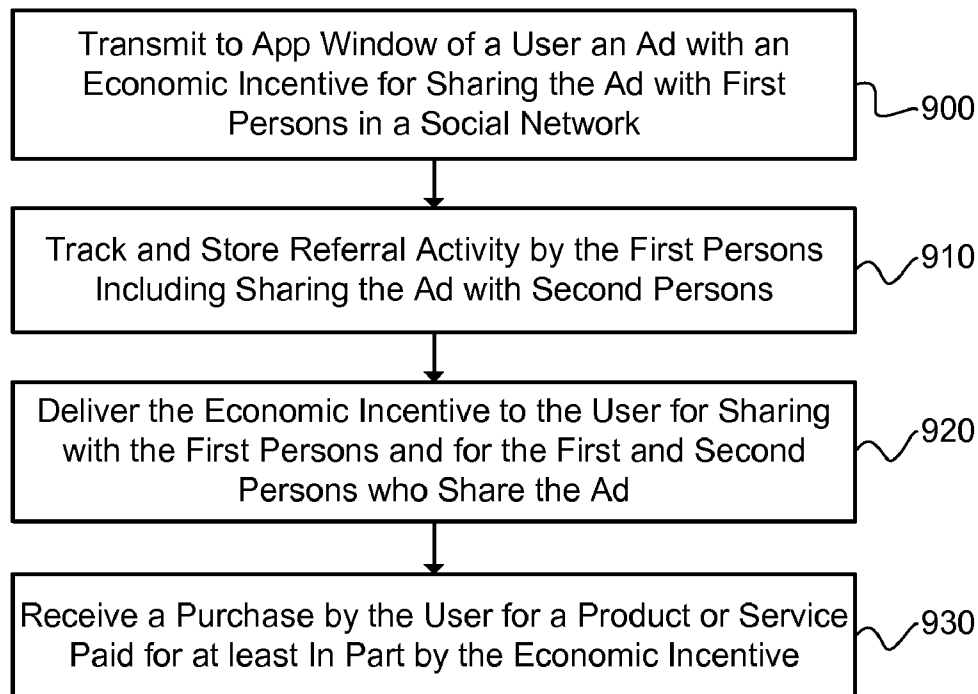 Transmit to App Window of a User an Ad with an
Economic Incentive for Sharing the Ad with First
Persons in a Social Network
900
Track and Store Referral Activity by the First Persons
Including Sharing the Ad with Second Persons
910
Deliver the Economic Incentive to the User for Sharing
with the First Persons and for the First and Second
Persons who Share the Ad
920
Receive a Purchase by the User for a Product or Service
Paid for at least In Part by the Economic Incentive
930